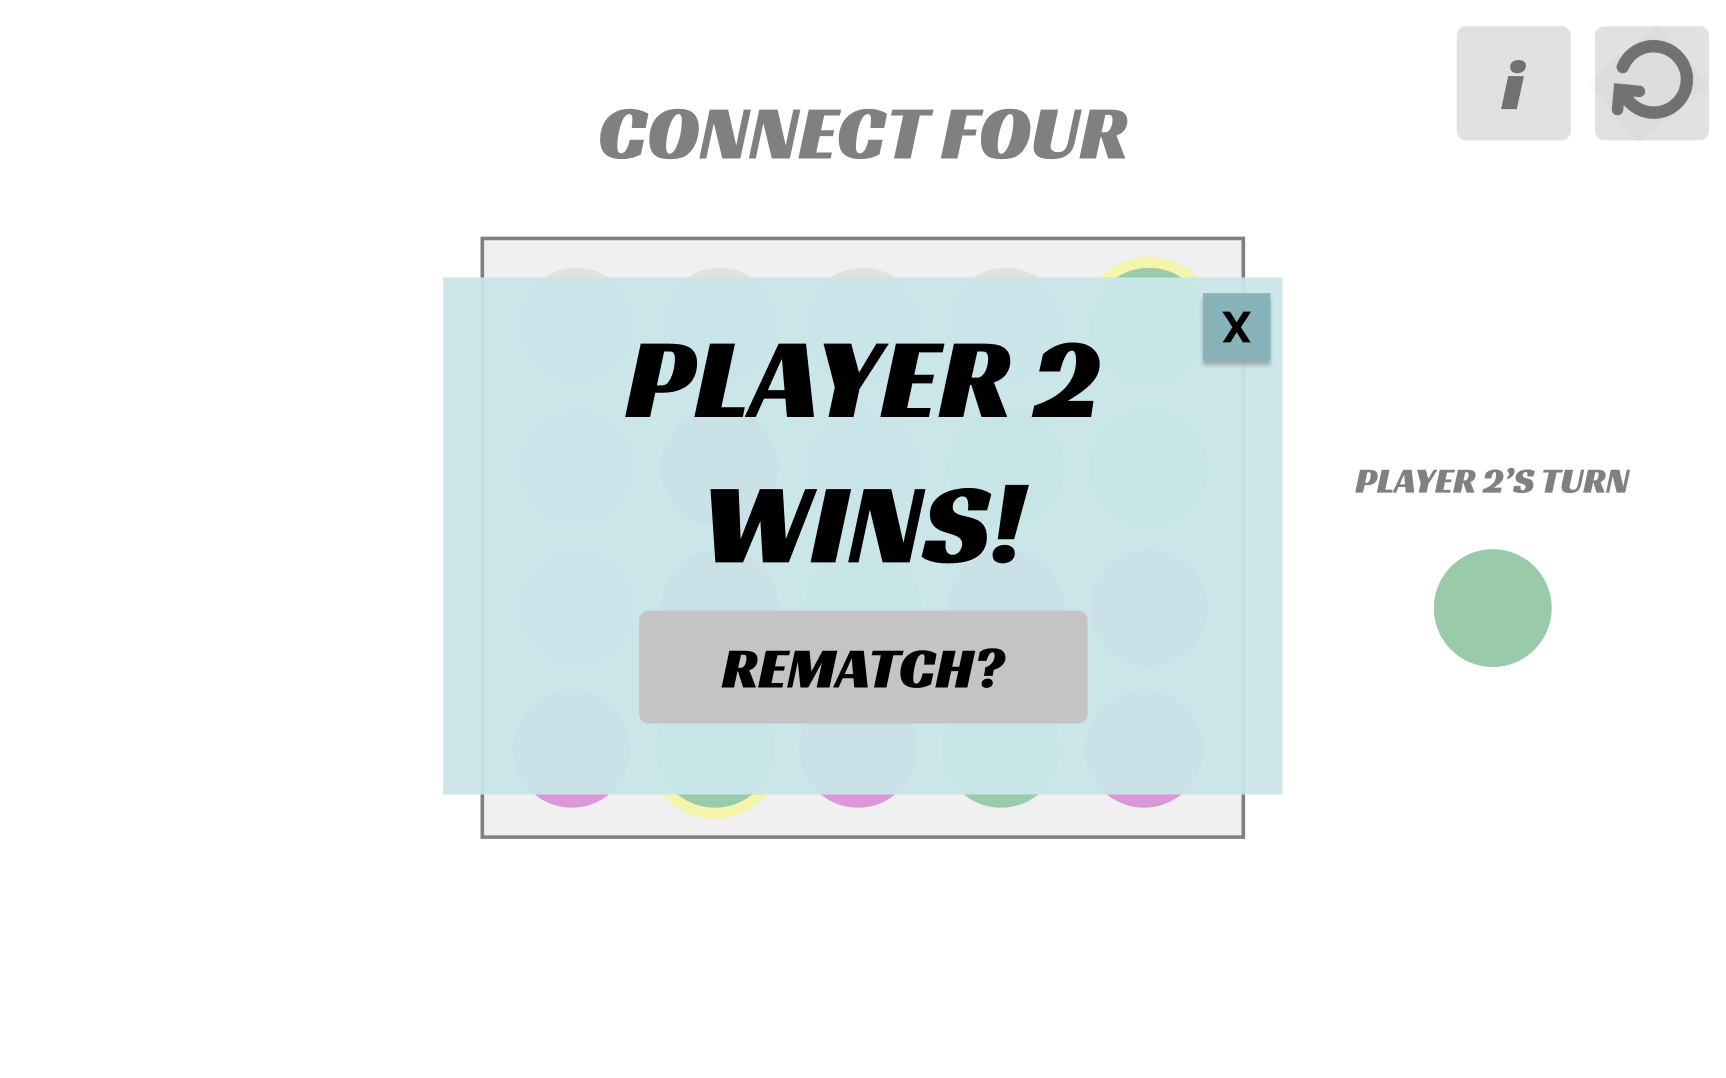 i
CONNECT FOUR
X
PLAYER 2
WINS!
PLAYER 2’S TURN
REMATCH?